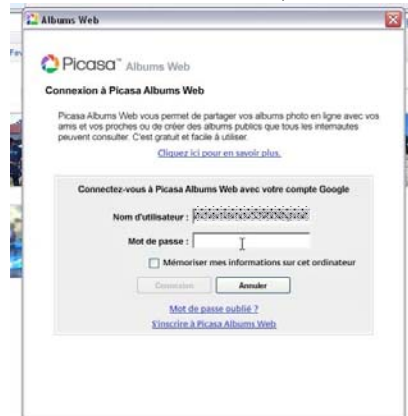 Albums Web
Picasa™ Albums Web
Connexion à Picasa Albums Web
Picasa Albums Web vous permet de partager vos albums photo en ligne avec vos
amis et vos proches ou de créer des albums publics que tous les internautes
peuvent consulter. C'est gratuit et facile à utiliser.
Cliquez ici pour en savoir plus.
Connectez-vous à Picasa Albums Web avec votre compte Google
Nom d'utilisateur :
Mot de passe :
Mémoriser mes informations sur cet ordinateur
Connexion Annuler
Mot de passe oublié ?
S'inscrire à Picasa Albums Web